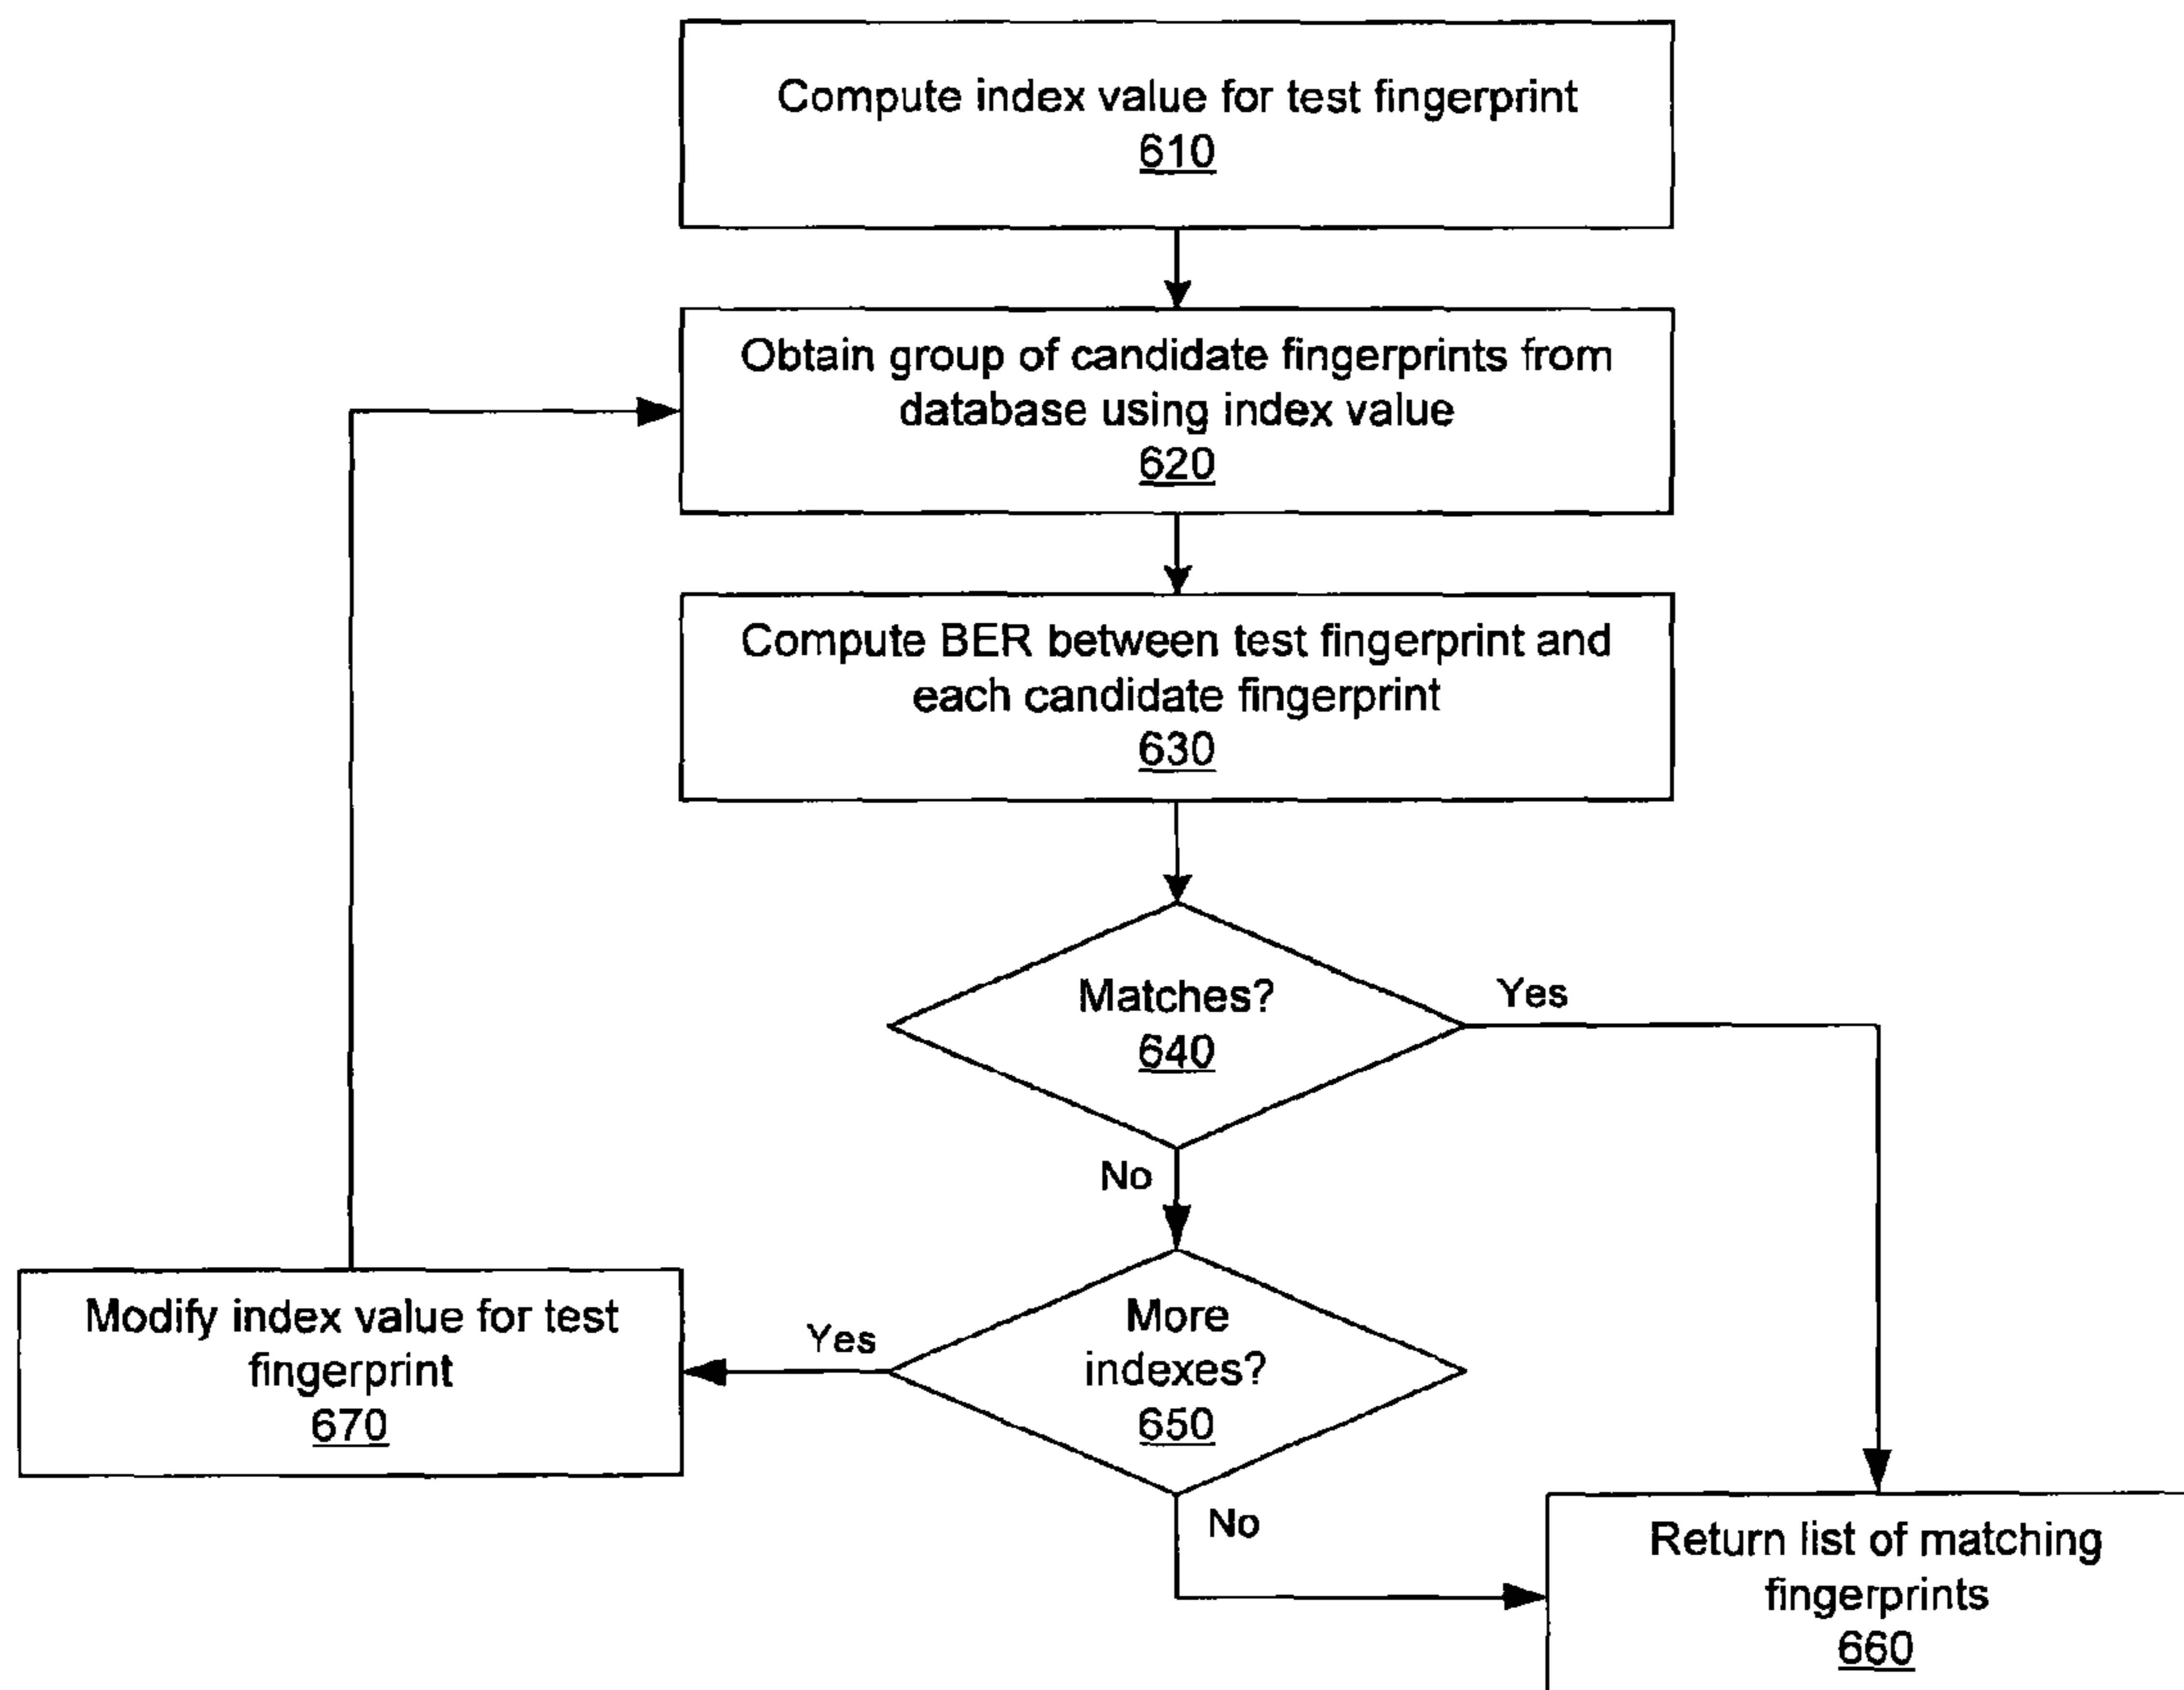 Compute index value for test fingerprint
610
Obtain group of candidate fingerprints from
database using index value
620
Compute BER between test fingerprint and
each candidate fingerprint
630
Matches?
640
Yes
No
More
indexes?
650
Yes
Modify index value for test
fingerprint
670
No
Return list of matching
fingerprints
660